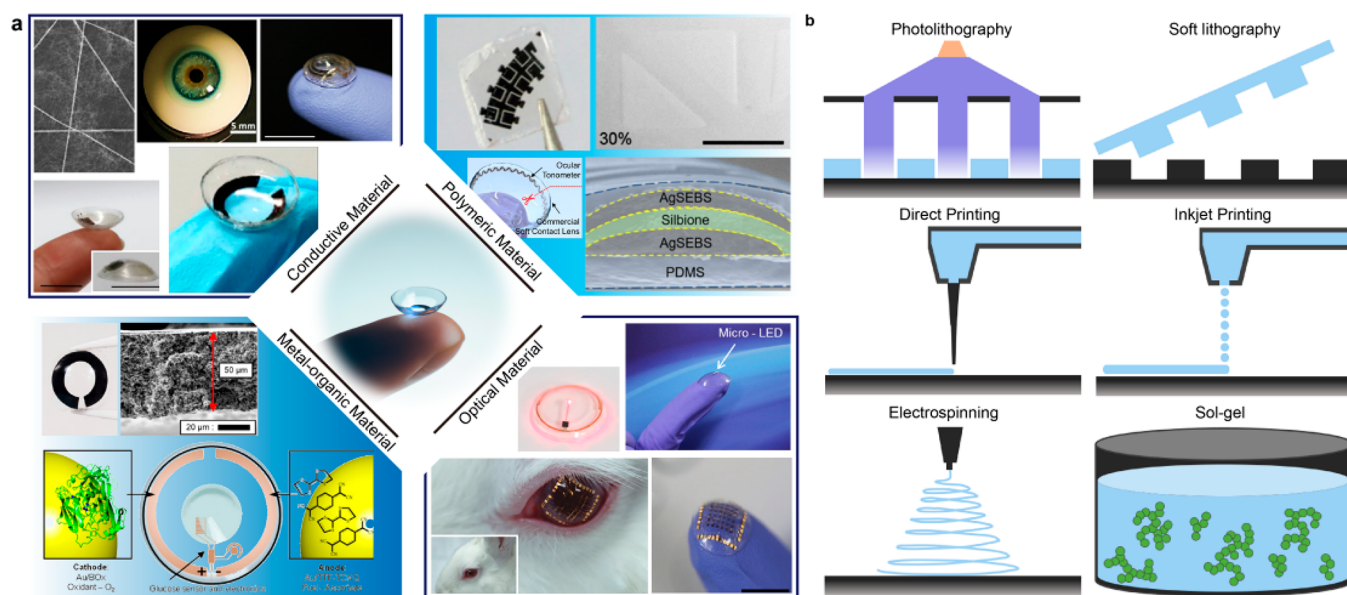 a
5 mm
Conductive Material
30%
Ocular
Tonometer
Commercial
Soft Contact Lens
AgSEBS
Silbione
AgSEBS
PDMS
Polymeric Material
Metal-organic Material
50 µm
20 µm :
Cathode:
Au/BOx
Oxidant – O2
Glucose sensor and electrodes
+ -
Anode:
Optical Material
Micro - LED
b
Photolithography
Soft lithography
Direct Printing
Inkjet Printing
Electrospinning
Sol-gel